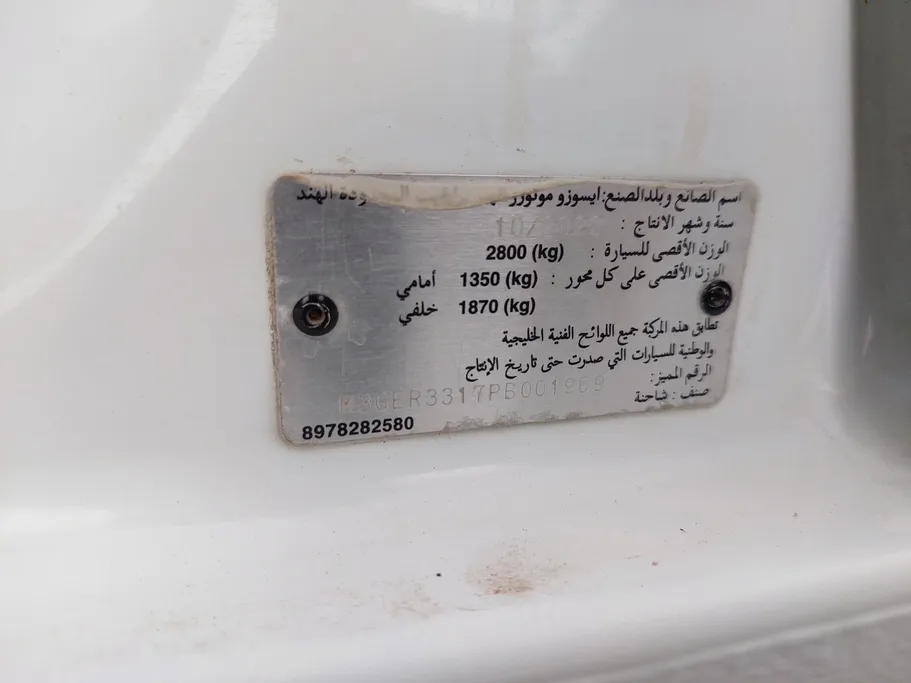 اسم الصانع وبلد الصنع: ايسوزو موتورز الهند
سنة وشهر الانتاج : 10/
الوزن الأقصى للسيارة : 2800 (kg)
الوزن الأقصى على كل محور : 1350 (kg) أمامي
1870 (kg) خلفي
تطابق هذه المركبة جميع اللوائح الفنية الخليجية
والوطنية للسيارات التي صدرت حتى تاريخ الإنتاج
الرقم المميز:
صنف : شاحنة
8978282580